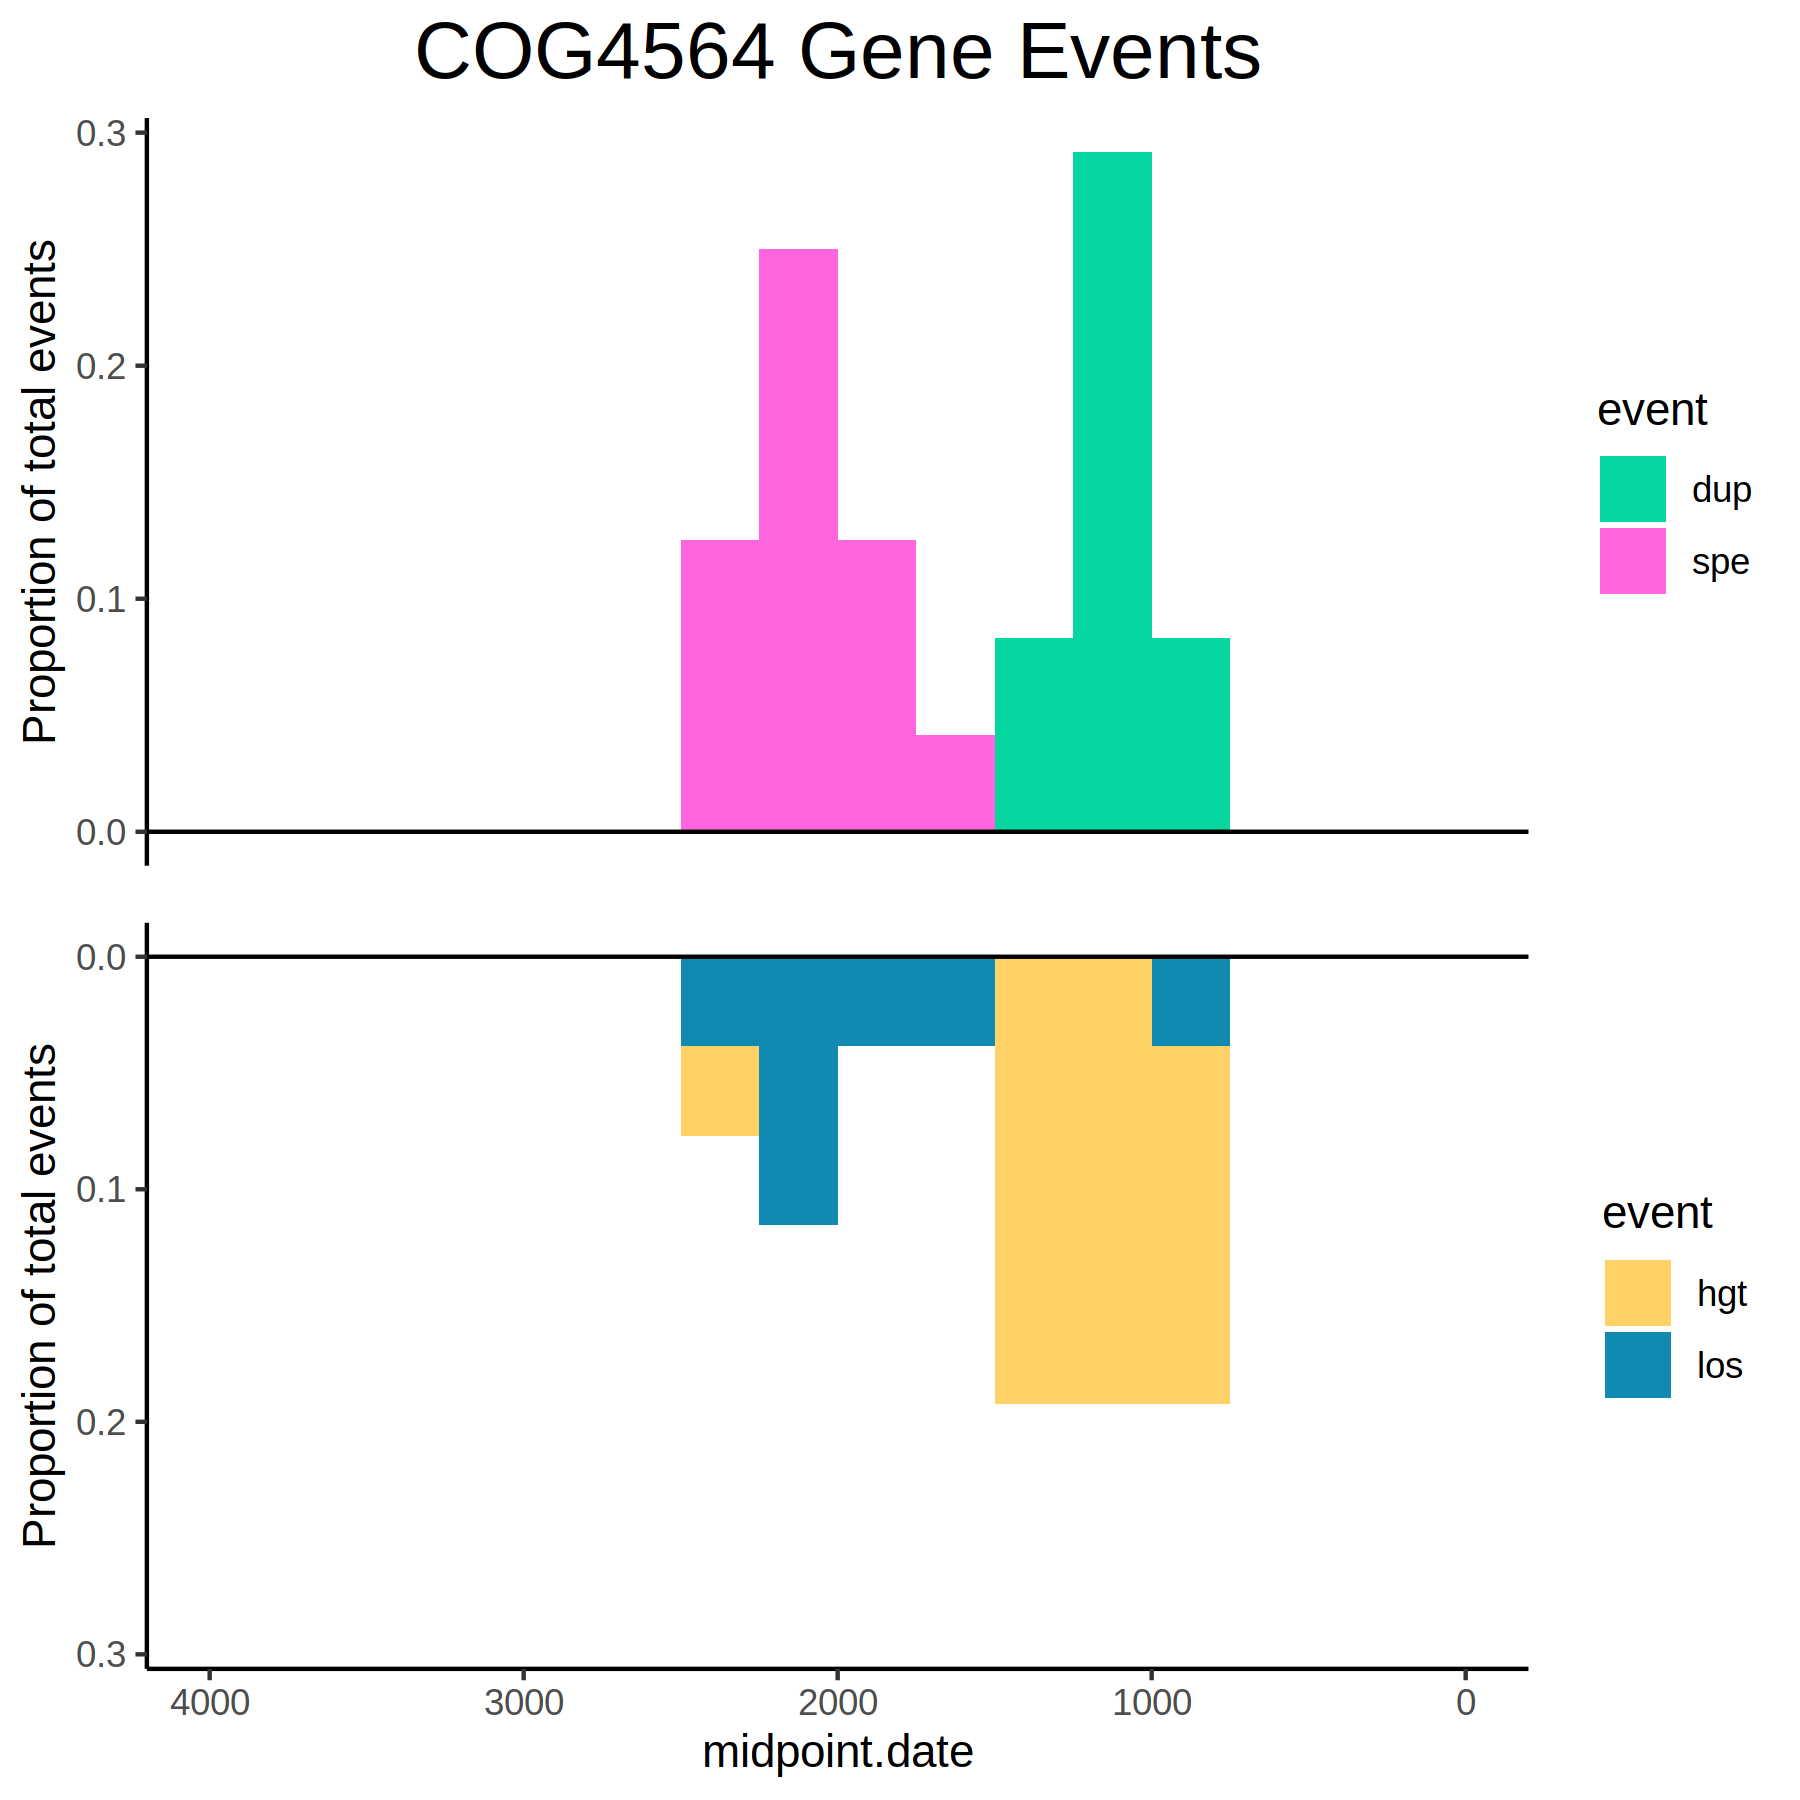 COG4564 Gene Events
Proportion of total events
0.3
0.2
0.1
0.0
event
dup
spe
Proportion of total events
0.0
0.1
0.2
0.3
event
hgt
los
4000 3000 2000 1000 0
midpoint.date